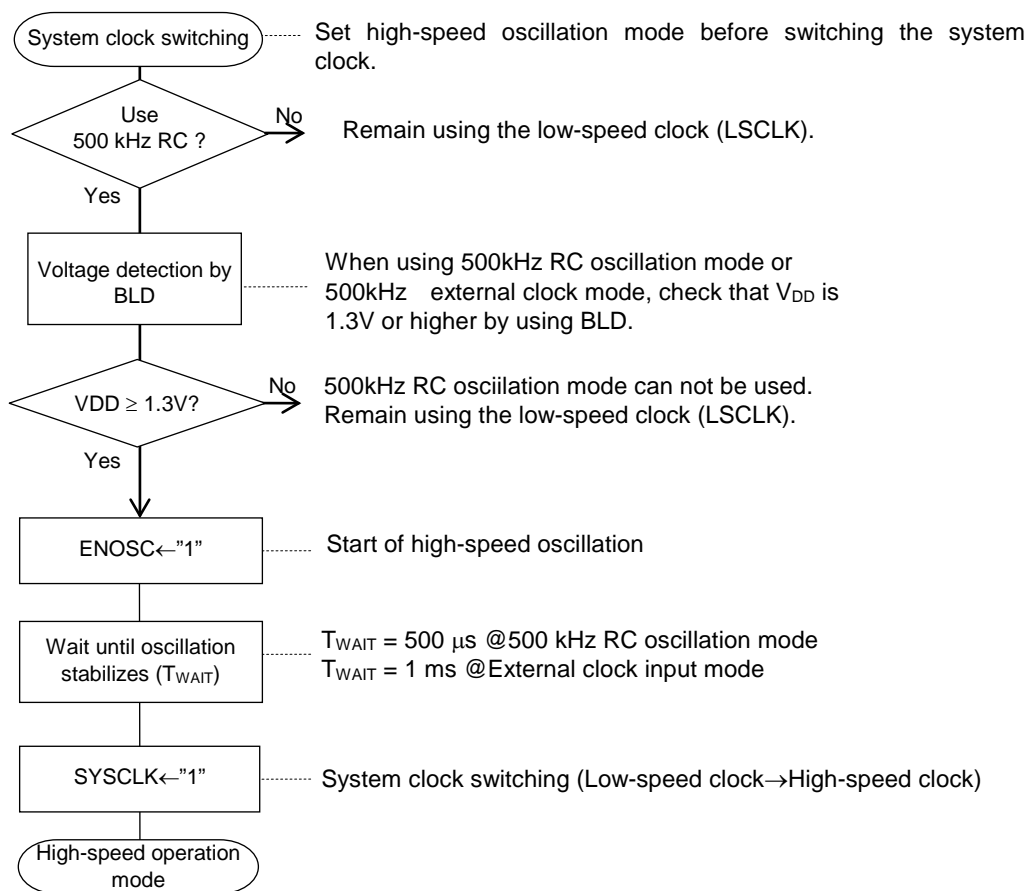 System clock switching
Set high-speed oscillation mode before switching the system
clock.
Use
500 kHz RC ?
No
Remain using the low-speed clock (LSCLK).
Yes
Voltage detection by
BLD
When using 500kHz RC oscillation mode or
500kHz external clock mode, check that VDD is
1.3V or higher by using BLD.
VDD ≥ 1.3V?
No
500kHz RC osciilation mode can not be used.
Remain using the low-speed clock (LSCLK).
Yes
ENOSC←"1"
Start of high-speed oscillation
Wait until oscillation
stabilizes (TWAIT)
TWAIT = 500 μs @500 kHz RC oscillation mode
TWAIT = 1 ms @External clock input mode
SYSCLK←"1"
System clock switching (Low-speed clock→High-speed clock)
High-speed operation
mode